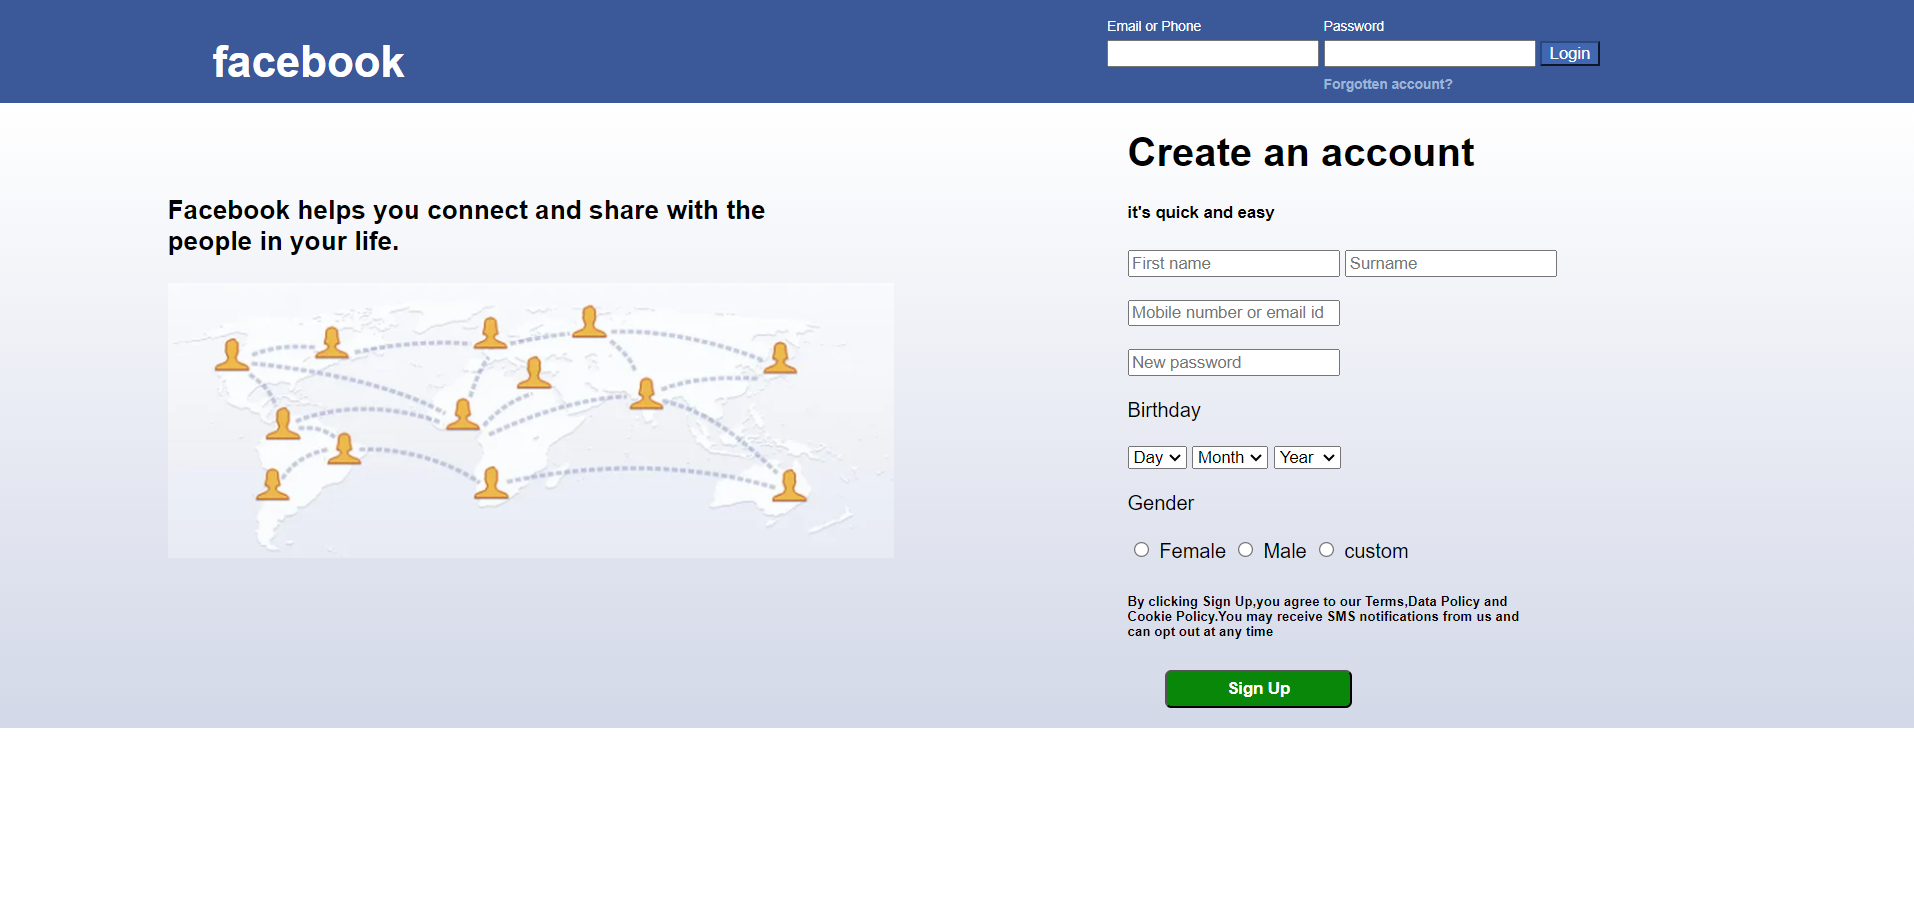 Email or Phone Password
facebook
Login
Forgotten account?
Create an account
Facebook helps you connect and share with the
people in your life.
it's quick and easy
First name Surname
Mobile number or email id
New password
Birthday
Day Month Year
Gender
Female Male custom
By clicking Sign Up,you agree to our Terms,Data Policy and
Cookie Policy.You may receive SMS notifications from us and
can opt out at any time
Sign Up